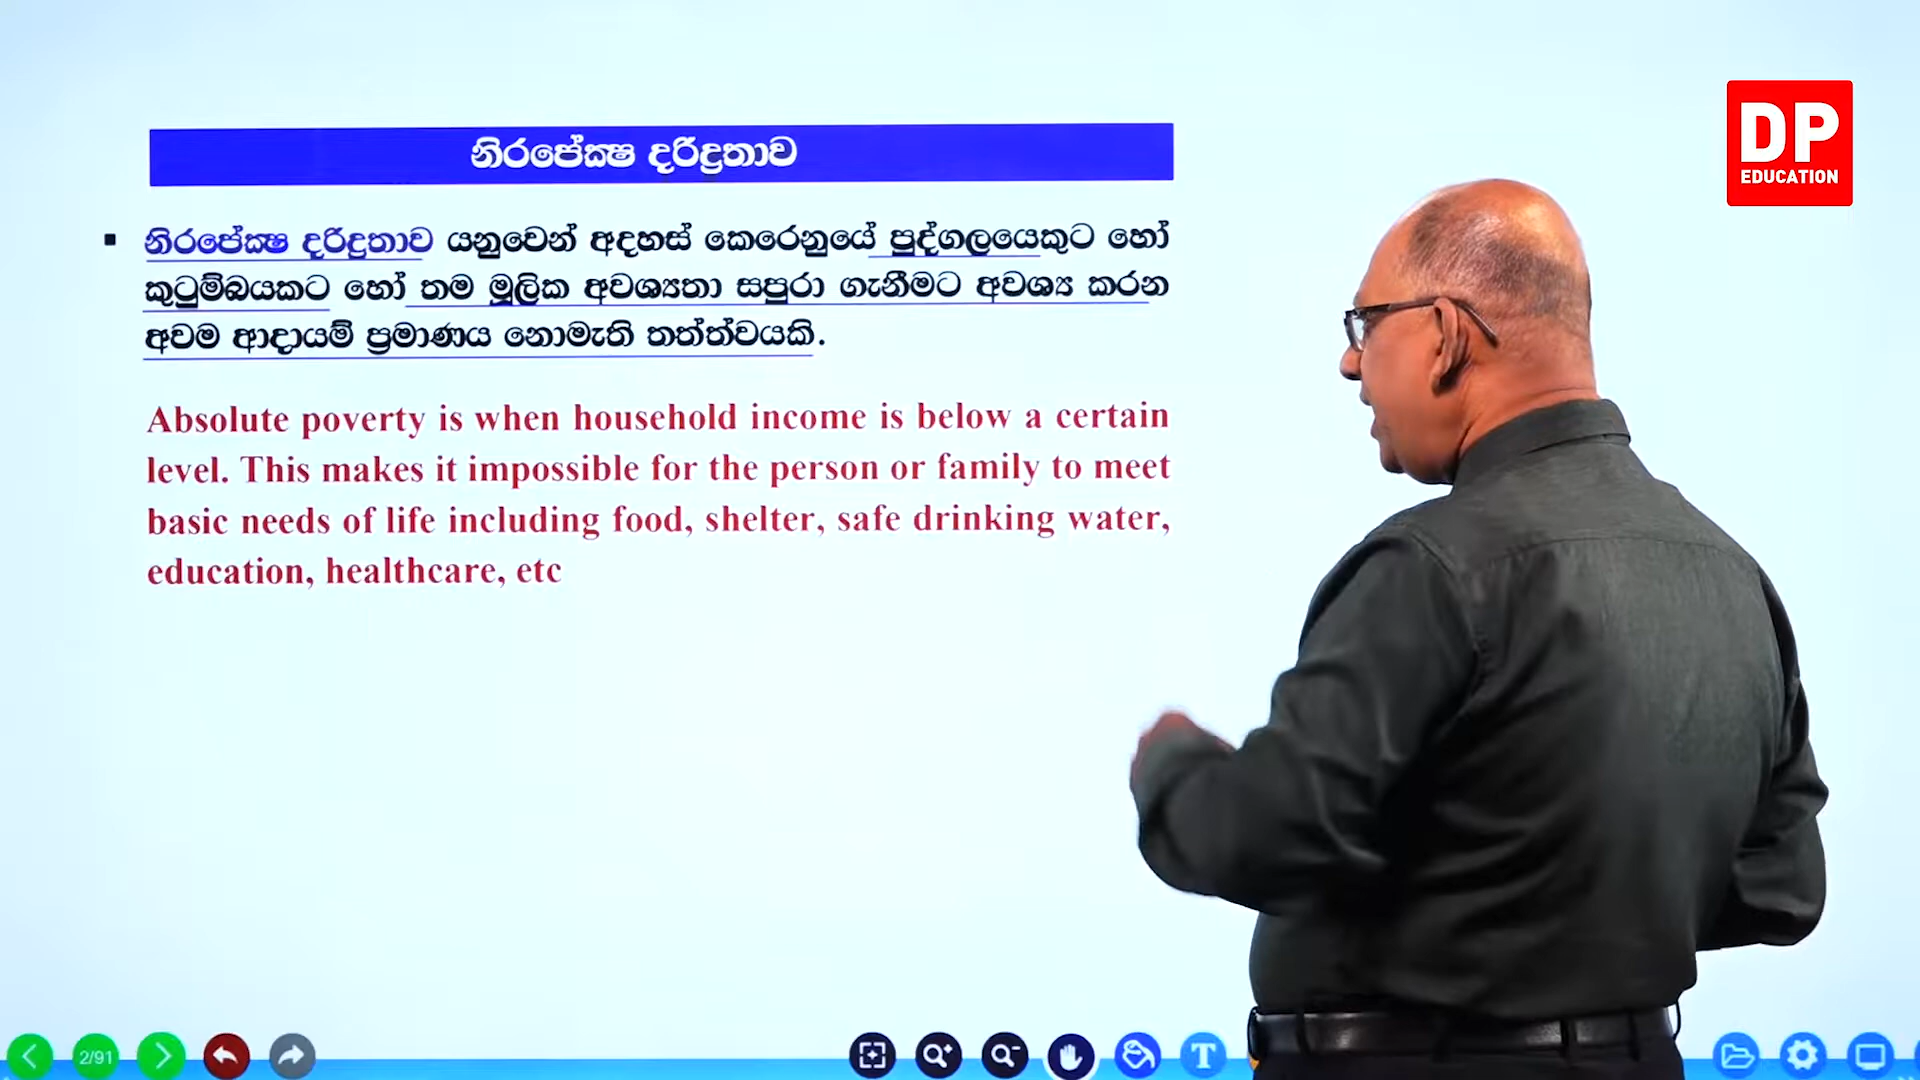 DP
EDUCATION
නිරපේක්‍ෂ දරිද්‍රතාව
▪ නිරපේක්‍ෂ දරිද්‍රතාව යනුවෙන් අදහස් කෙරෙනුයේ පුද්ගලයෙකුට හෝ
කුටුම්බයකට හෝ තම මූලික අවශ්‍යතා සපුරා ගැනීමට අවශ්‍ය කරන
අවම ආදායම් ප්‍රමාණය නොමැති තත්ත්වයකි.
Absolute poverty is when household income is below a certain
level. This makes it impossible for the person or family to meet
basic needs of life including food, shelter, safe drinking water,
education, healthcare, etc
2/91
T